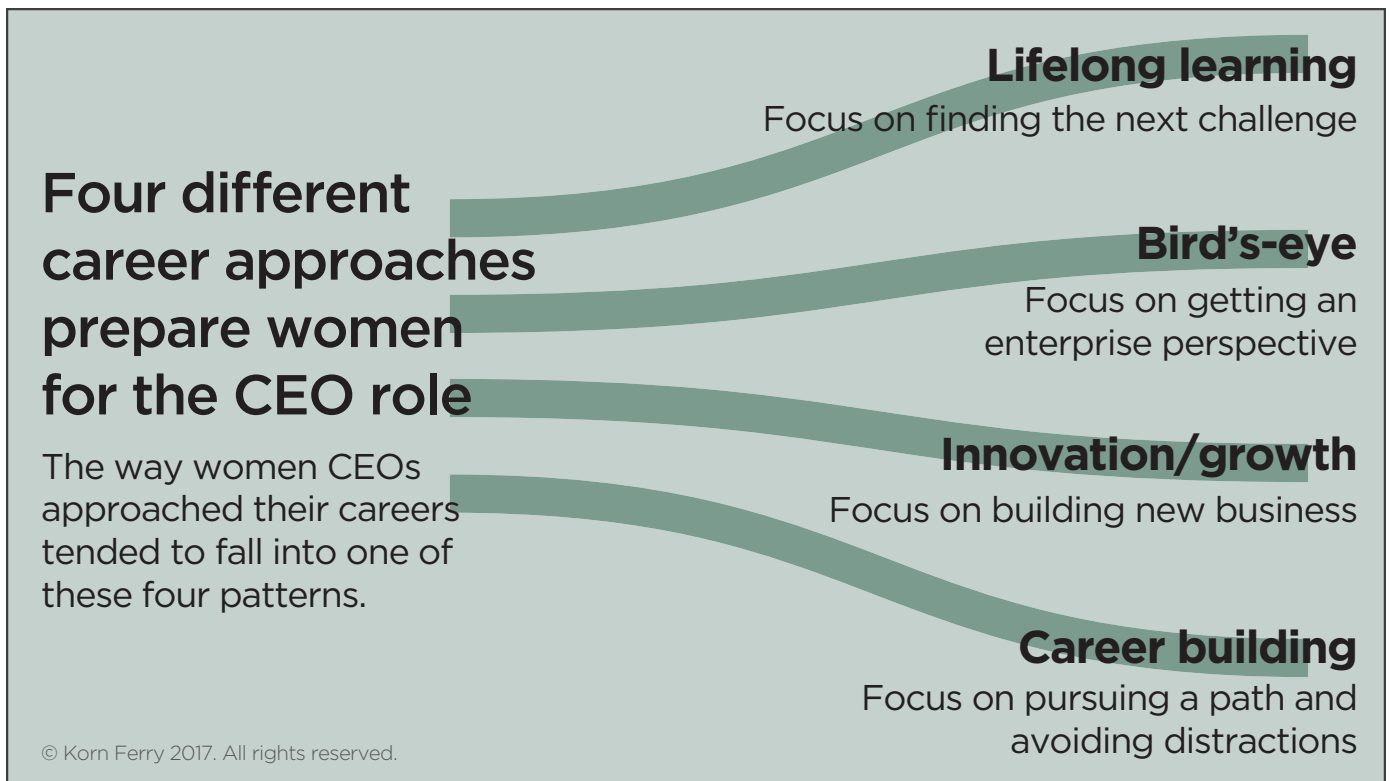 Four different
career approaches
prepare women
for the CEO role
The way women CEOs
approached their careers
tended to fall into one of
these four patterns.
Lifelong learning
Focus on finding the next challenge
Bird’s-eye
Focus on getting an
enterprise perspective
Innovation/growth
Focus on building new business
Career building
Focus on pursuing a path and
avoiding distractions
© Korn Ferry 2017. All rights reserved.